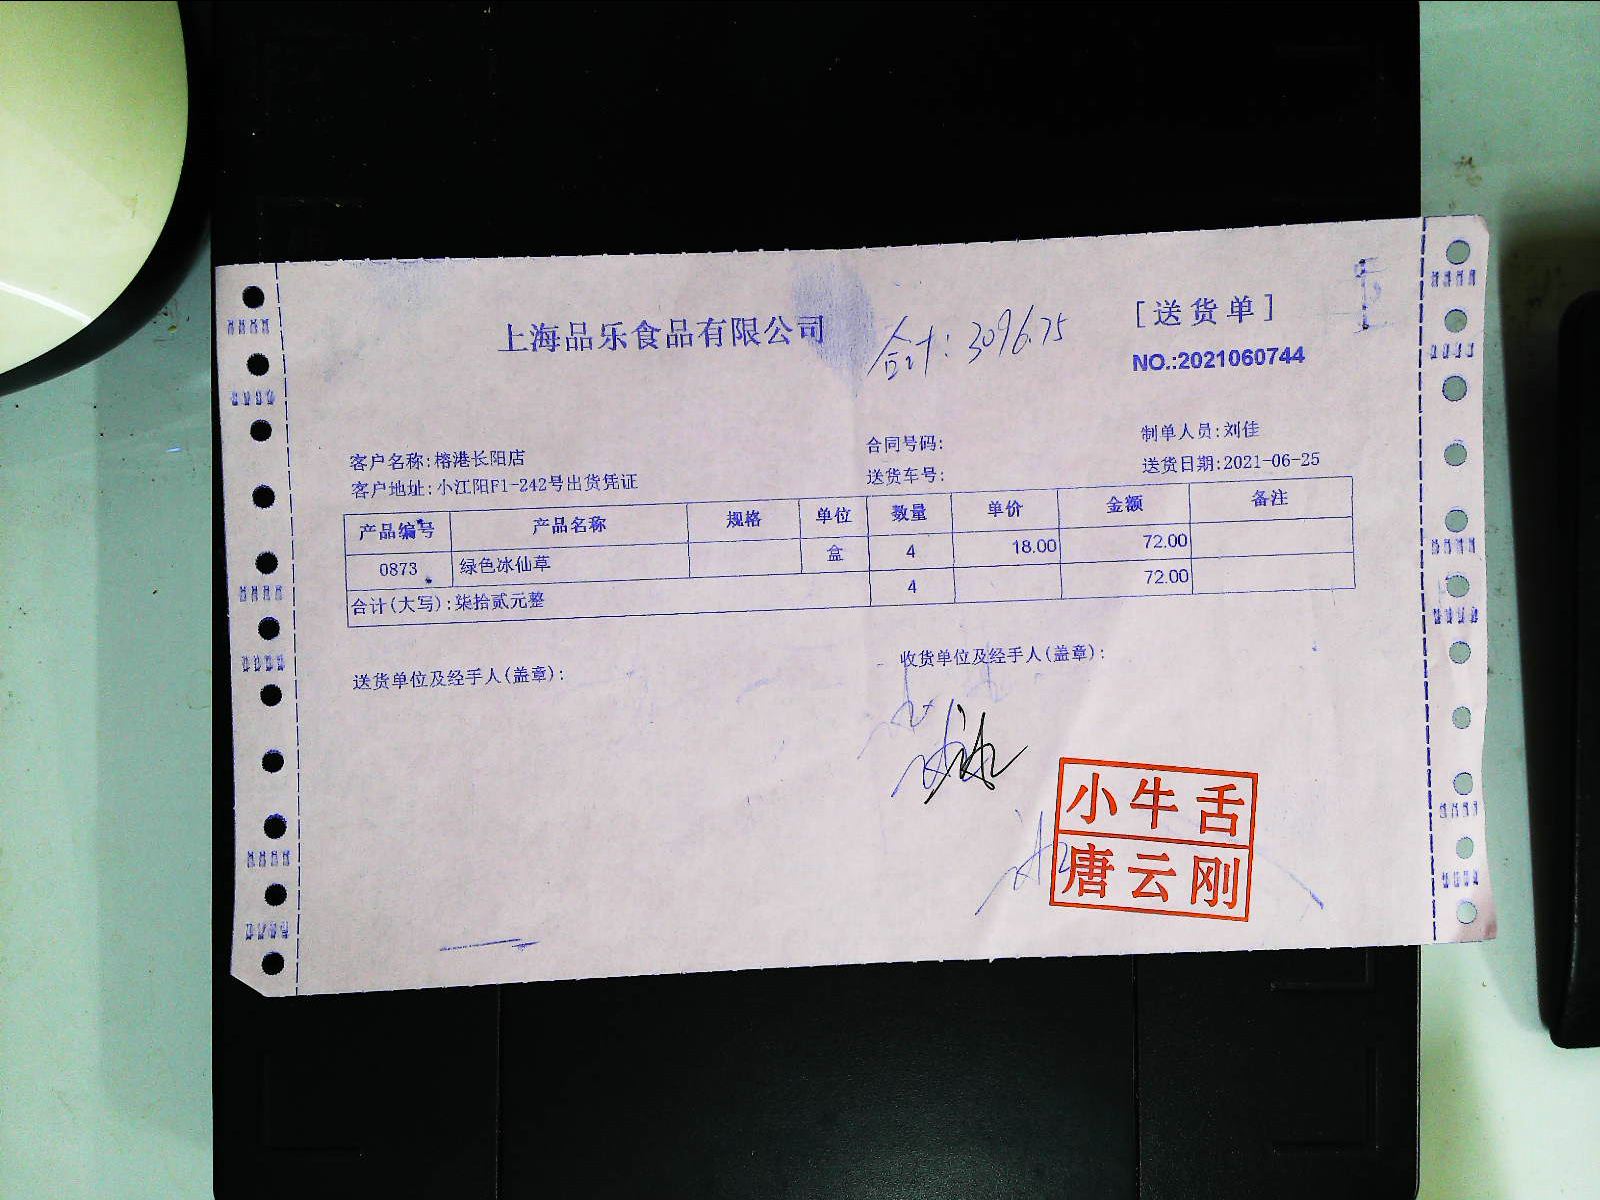 上海品乐食品有限公司
合计: 3096.75
[送货单]
NO.:2021060744
客户名称:榕港长阳店
合同号码:
制单人员:刘佳
客户地址:小江阳F1-242号出货凭证
送货车号:
送货日期:2021-06-25
产品编号 产品名称 规格 单位 数量 单价 金额 备注
0873 绿色冰仙草 盒 4 18.00 72.00
合计(大写):柒拾贰元整 4 72.00
送货单位及经手人(盖章):
收货单位及经手人(盖章):
小牛舌
唐云刚